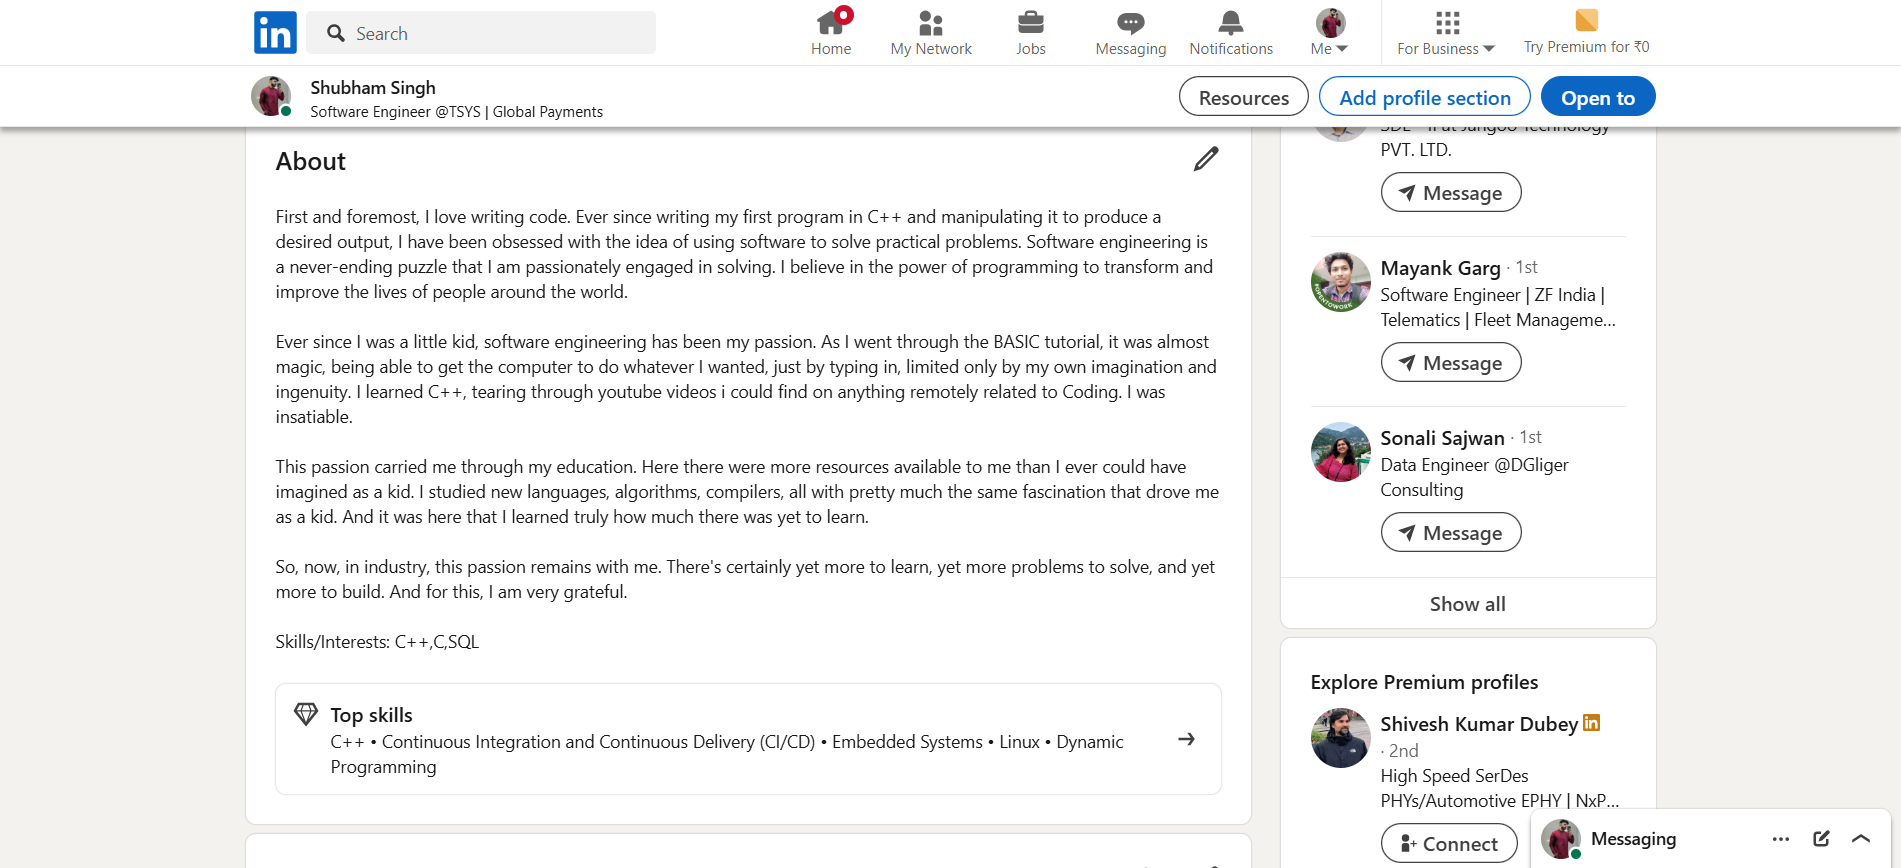 in
Search
Home
My Network
Jobs
Messaging
Notifications
Me
For Business
Try Premium for ₹0
Shubham Singh
Software Engineer @TSYS | Global Payments
Resources
Add profile section
Open to
About
First and foremost, I love writing code. Ever since writing my first program in C++ and manipulating it to produce a
desired output, I have been obsessed with the idea of using software to solve practical problems. Software engineering is
a never-ending puzzle that I am passionately engaged in solving. I believe in the power of programming to transform and
improve the lives of people around the world.
Ever since I was a little kid, software engineering has been my passion. As I went through the BASIC tutorial, it was almost
magic, being able to get the computer to do whatever I wanted, just by typing in, limited only by my own imagination and
ingenuity. I learned C++, tearing through youtube videos i could find on anything remotely related to Coding. I was
insatiable.
This passion carried me through my education. Here there were more resources available to me than I ever could have
imagined as a kid. I studied new languages, algorithms, compilers, all with pretty much the same fascination that drove me
as a kid. And it was here that I learned truly how much there was yet to learn.
So, now, in industry, this passion remains with me. There's certainly yet more to learn, yet more problems to solve, and yet
more to build. And for this, I am very grateful.
Skills/Interests: C++,C,SQL
Top skills
C++ • Continuous Integration and Continuous Delivery (CI/CD) • Embedded Systems • Linux • Dynamic
Programming
Technology
PVT. LTD.
Message
Mayank Garg · 1st
Software Engineer | ZF India |
Telematics | Fleet Manageme...
Message
#OPENTOWORK
Sonali Sajwan · 1st
Data Engineer @DGliger
Consulting
Message
Show all
Explore Premium profiles
Shivesh Kumar Dubey in
· 2nd
High Speed SerDes
PHYs/Automotive EPHY | NxP...
Connect
Messaging